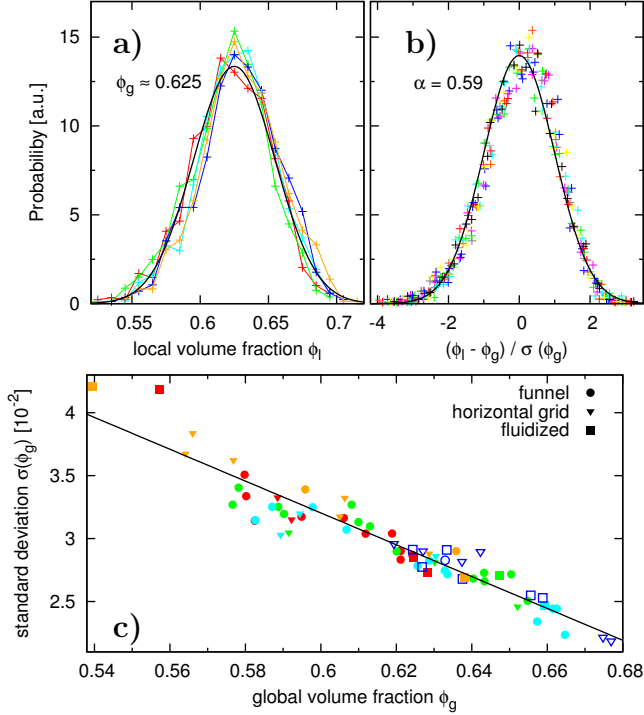 a)
ϕg ≈ 0.625
b)
α = 0.59
Probabiliby [a.u.]
15
10
5
0
0.55 0.6 0.65 0.7
local volume fraction ϕl
-4 -2 0 2
(ϕl - ϕg) / σ (ϕg)
c)
funnel
horizontal grid
fluidized
standard deviation σ(ϕg) [10-2]
4
3.5
3
2.5
0.54 0.56 0.58 0.6 0.62 0.64 0.66 0.68
global volume fraction ϕg